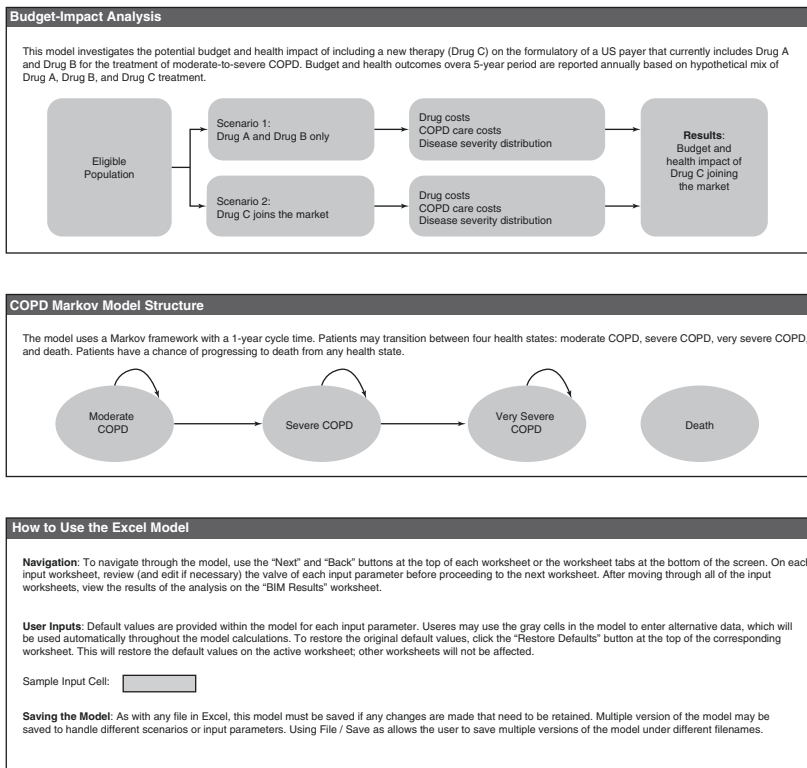 Budget-Impact Analysis
This model investigates the potential budget and health impact of including a new therapy (Drug C) on the formulatory of a US payer that currently includes Drug A
and Drug B for the treatment of moderate-to-severe COPD. Budget and health outcomes overa 5-year period are reported annually based on hypothetical mix of
Drug A, Drug B, and Drug C treatment.
Eligible
Population
Scenario 1:
Drug A and Drug B only
Drug costs
COPD care costs
Disease severity distribution
Scenario 2:
Drug C joins the market
Drug costs
COPD care costs
Disease severity distribution
Results:
Budget and
health impact of
Drug C joining
the market
COPD Markov Model Structure
The model uses a Markov framework with a 1-year cycle time. Patients may transition between four health states: moderate COPD, severe COPD, very severe COPD,
and death. Patients have a chance of progressing to death from any health state.
Moderate
COPD
Severe COPD
Very Severe
COPD
Death
How to Use the Excel Model
Navigation: To navigate through the model, use the “Next” and “Back” buttons at the top of each worksheet or the worksheet tabs at the bottom of the screen. On each
input worksheet, review (and edit if necessary) the valve of each input parameter before proceeding to the next worksheet. After moving through all of the input
worksheets, view the results of the analysis on the “BIM Results” worksheet.
User Inputs: Default values are provided within the model for each input parameter. Useres may use the gray cells in the model to enter alternative data, which will
be used automatically throughout the model calculations. To restore the original default values, click the “Restore Defaults” button at the top of the corresponding
worksheet. This will restore the default values on the active worksheet; other worksheets will not be affected.
Sample Input Cell:
Saving the Model: As with any file in Excel, this model must be saved if any changes are made that need to be retained. Multiple version of the model may be
saved to handle different scenarios or input parameters. Using File / Save as allows the user to save multiple versions of the model under different filenames.